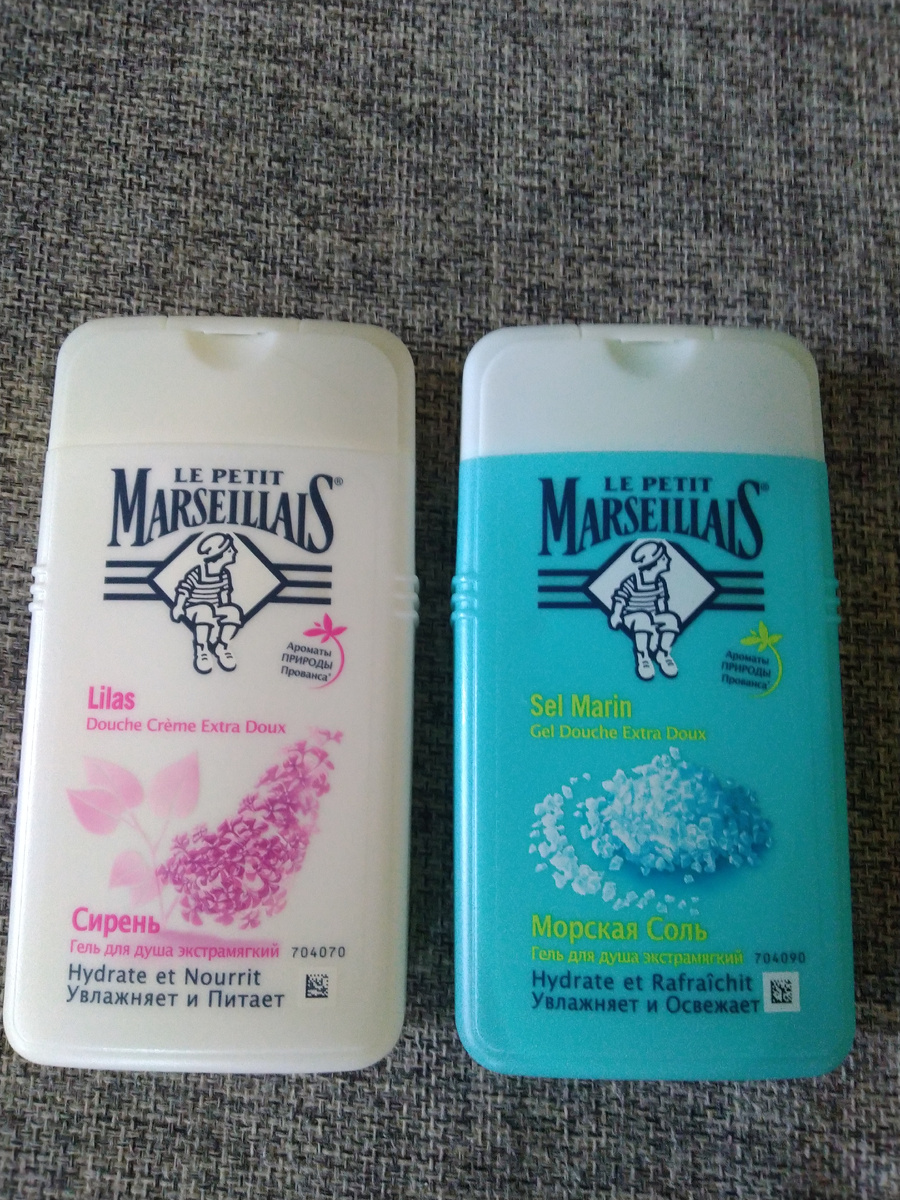 LE PETIT
MARSEILLAIS®
Ароматы
ПРИРОДЫ
Прованса*
Lilas
Douche Crème Extra Doux
Сирень
Гель для душа экстрамягкий 704070
Hydrate et Nourrit
Увлажняет и Питает
LE PETIT
MARSEILLAIS®
Ароматы
ПРИРОДЫ
Прованса*
Sel Marin
Gel Douche Extra Doux
Морская Соль
Гель для душа экстрамягкий 704090
Hydrate et Rafraîchit
Увлажняет и Освежает